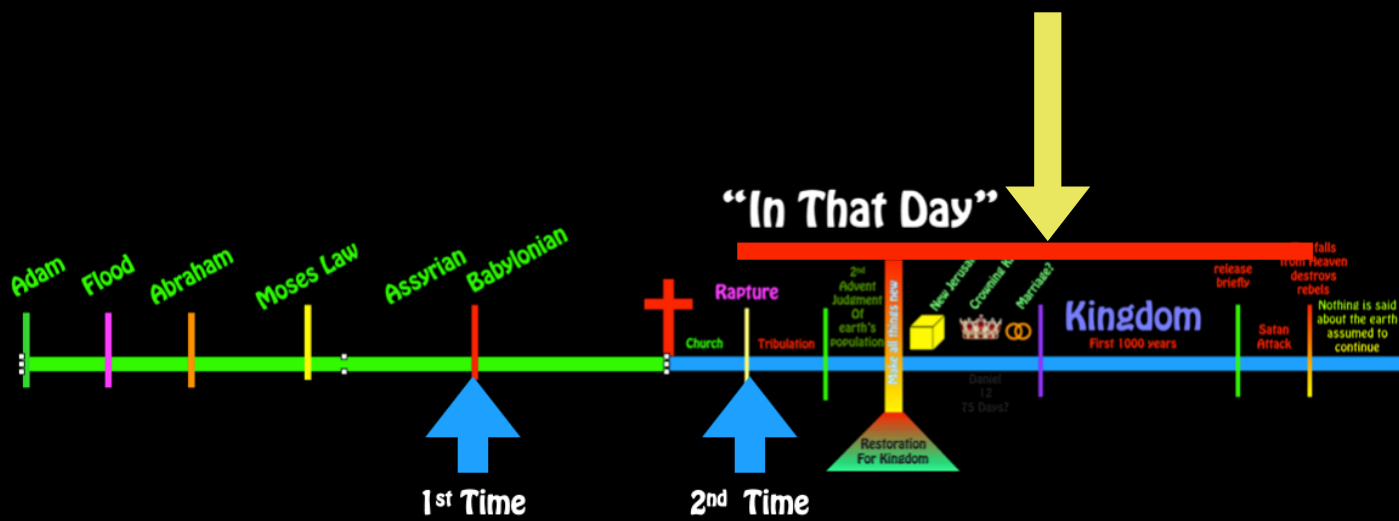 “In That Day”
Adam
Flood
Abraham
Moses Law
Assyrian
Babylonian
Rapture
Church
Tribulation
2nd
Advent
Judgment
Of
earth's
population
Make all things new
New
Crowning
Marriage?
Kingdom
First 1000 years
release
briefly
Satan
Attack
falls
from Heaven
destroys
rebels
Nothing is said
about the earth
assumed to
continue
Daniel
12
75 Days?
Restoration
For Kingdom
1st Time
2nd Time